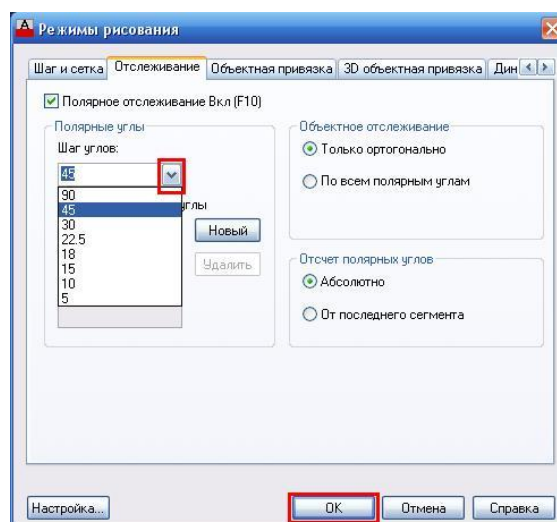 Режимы рисования
Шаг и сетка Отслеживание Объектная привязка 3D объектная привязка Дин
Полярное отслеживание Вкл (F10)
Полярные углы
Шаг углов:
45
90
45
30
22.5
18
15
10
5
углы
Новый
Удалить
Объектное отслеживание
Только ортогонально
По всем полярным углам
Отсчет полярных углов
Абсолютно
От последнего сегмента
Настройка... OK Отмена Справка